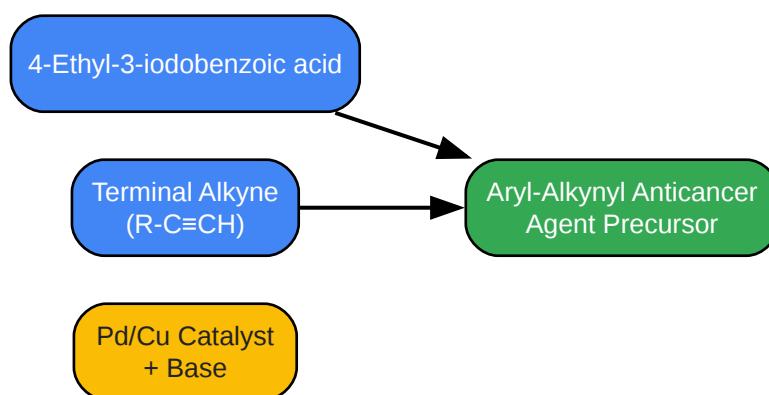 4-Ethyl-3-iodobenzoic acid
Terminal Alkyne
(R-C≡CH)
Aryl-Alkynyl Anticancer
Agent Precursor
Pd/Cu Catalyst
+ Base